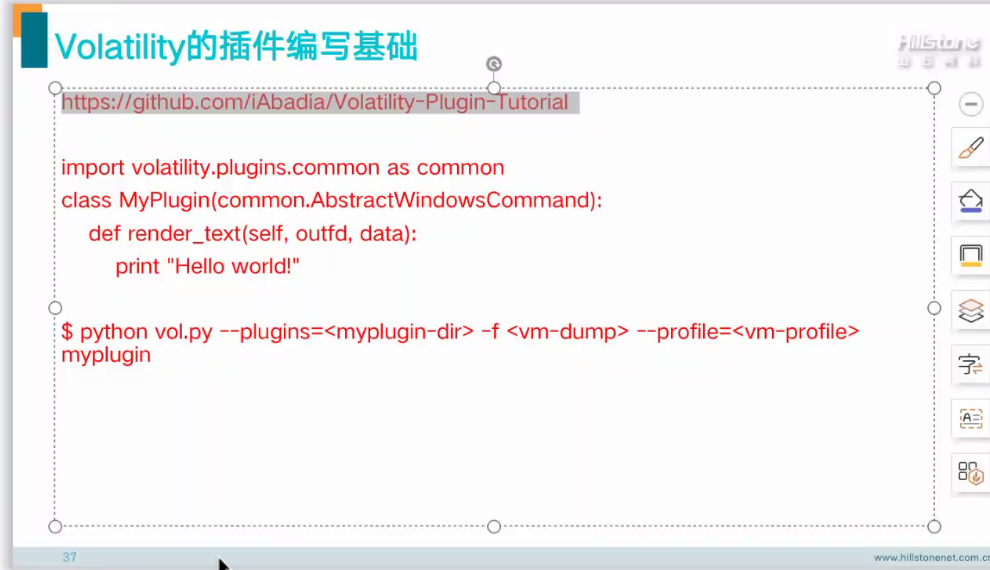 Volatility的插件编写基础
Hillstone
山石网科
https://github.com/iAbadia/Volatility-Plugin-Tutorial
import volatility.plugins.common as common
class MyPlugin(common.AbstractWindowsCommand):
def render_text(self, outfd, data):
print "Hello world!"
$ python vol.py --plugins=<myplugin-dir> -f <vm-dump> --profile=<vm-profile>
myplugin
字
A
37
www.hillstonenet.com.cn